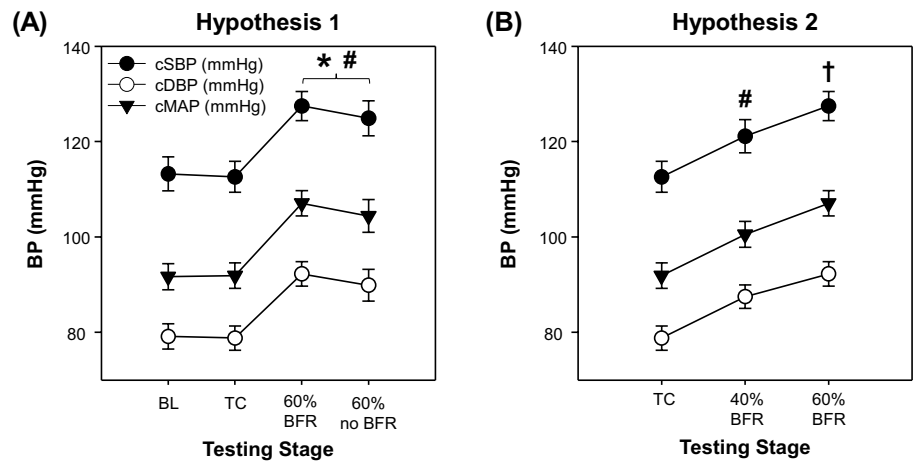 (A)
Hypothesis 1
BP (mmHg)
140
120
100
80
cSBP (mmHg)
cDBP (mmHg)
cMAP (mmHg)
* #
BL
TC
60%
BFR
60%
no BFR
Testing Stage
(B)
Hypothesis 2
BP (mmHg)
140
120
100
80
#
†
TC
40%
BFR
60%
BFR
Testing Stage